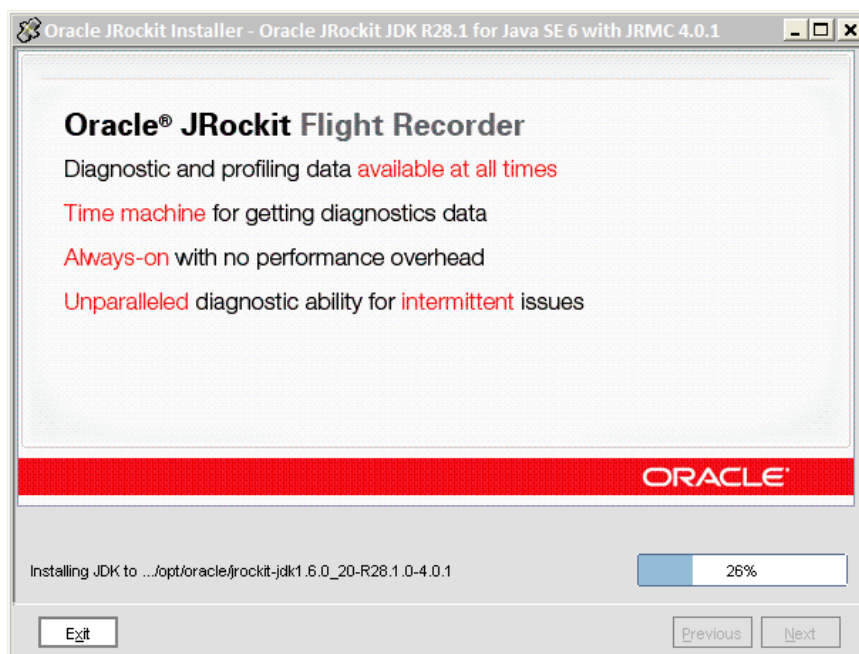 Oracle JRockit Installer - Oracle JRockit JDK R28.1 for Java SE 6 with JRMC 4.0.1
Oracle® JRockit Flight Recorder
Diagnostic and profiling data available at all times
Time machine for getting diagnostics data
Always-on with no performance overhead
Unparalleled diagnostic ability for intermittent issues
ORACLE
Installing JDK to .../opt/oracle/jrockit-jdk1.6.0_20-R28.1.0-4.0.1
26%
Exit
Previous
Next